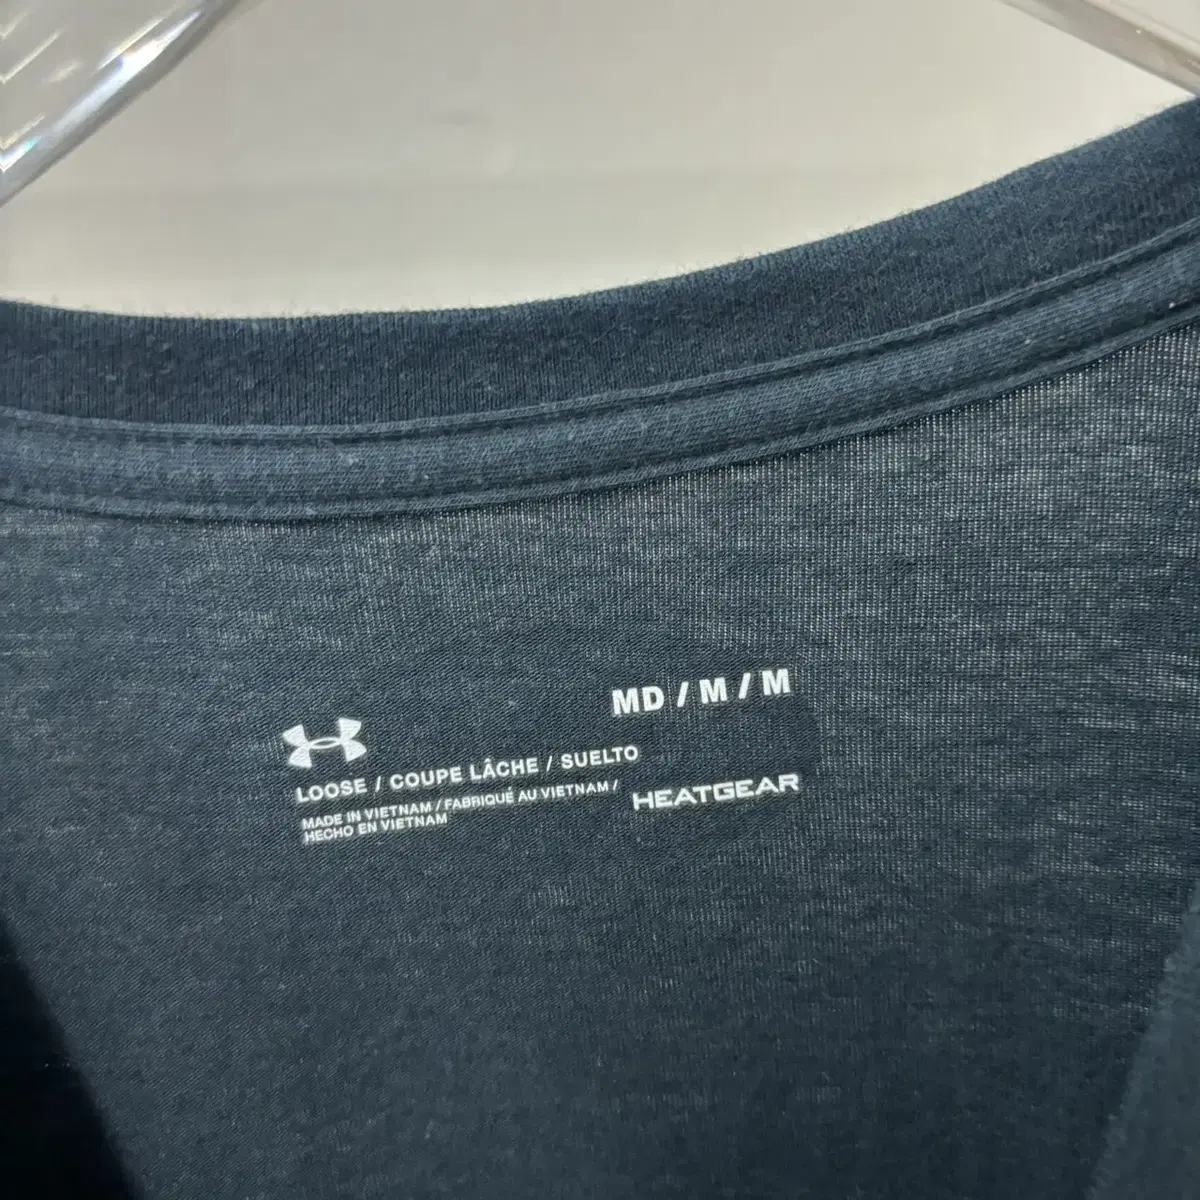 MD / M / M
LOOSE / COUPE LÂCHE / SUELTO
MADE IN VIETNAM / FABRIQUÉ AU VIETNAM /
HECHO EN VIETNAM
HEATGEAR